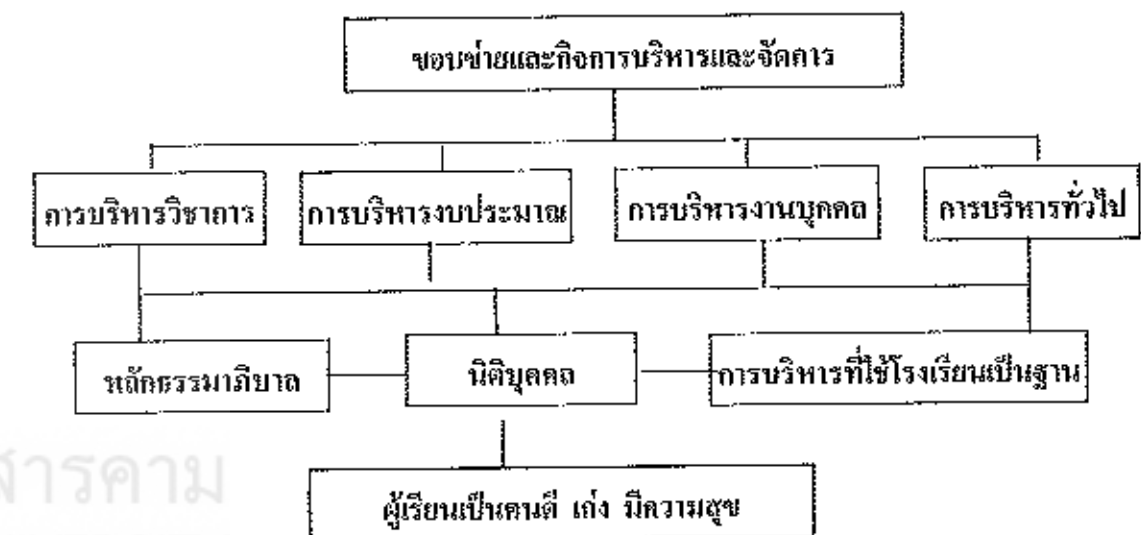 ขอบข่ายและกิจการบริหารและจัดการ
การบริหารวิชาการ
การบริหารงบประมาณ
การบริหารงานบุคคล
การบริหารทั่วไป
หลักธรรมาภิบาล
นิติบุคคล
การบริหารที่ใช้โรงเรียนเป็นฐาน
สารคาม
ผู้เรียนเป็นคนดี เก่ง มีความสุข